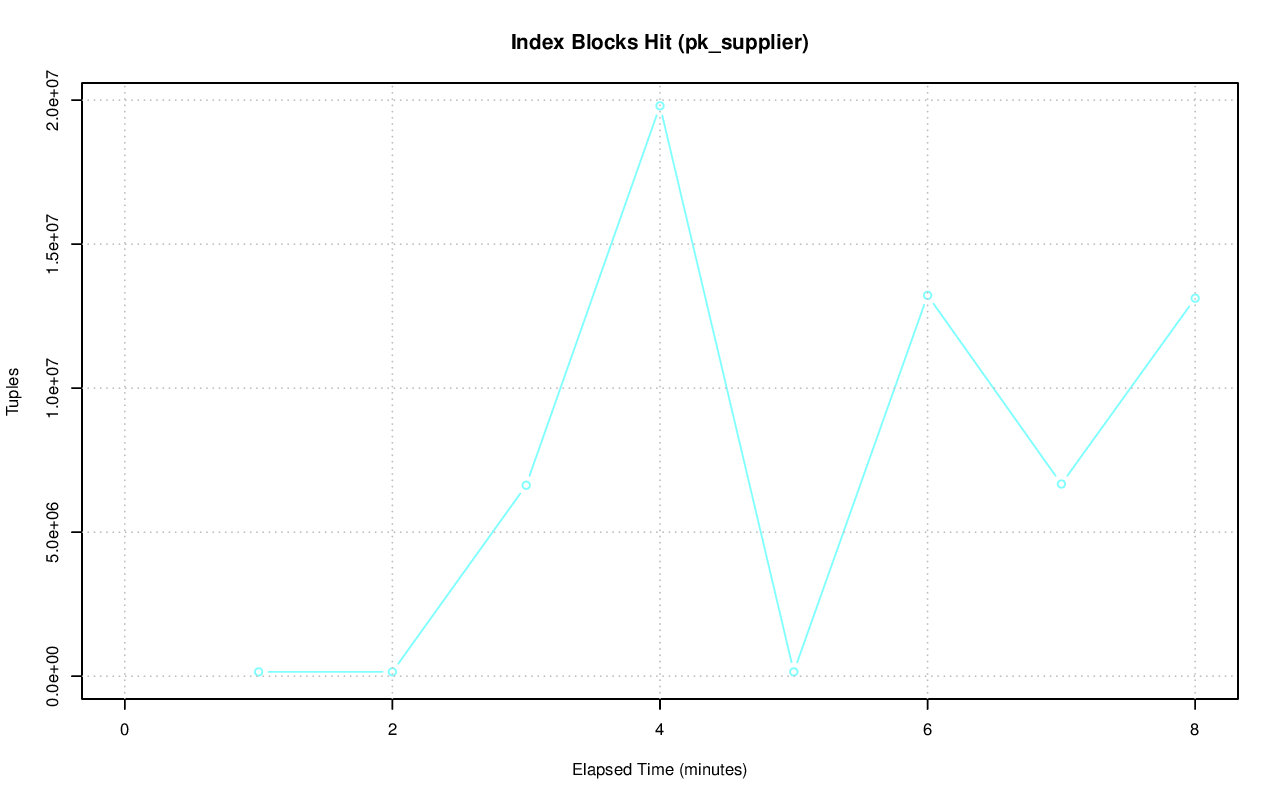 Index Blocks Hit (pk_supplier)
Tuples
2.0e+07
1.5e+07
1.0e+07
5.0e+06
0.0e+00
0 2 4 6 8
Elapsed Time (minutes)